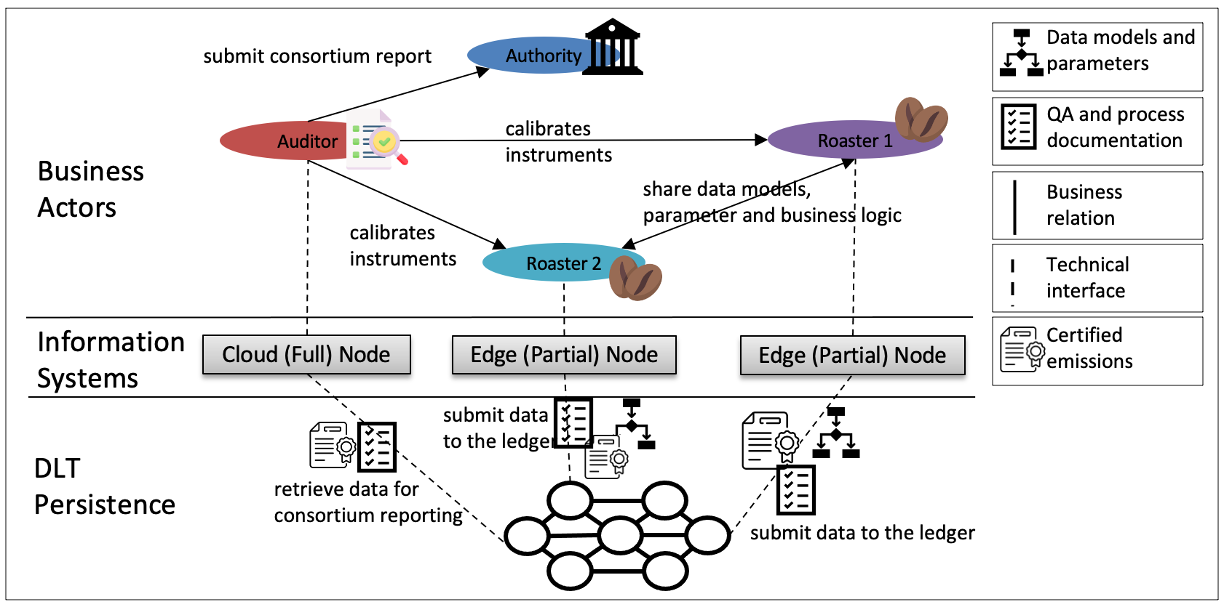 submit consortium report
Authority
Auditor
calibrates
instruments
Roaster 1
share data models,
parameter and business logic
calibrates
instruments
Roaster 2
Business
Actors
Information
Systems
Cloud (Full) Node
Edge (Partial) Node
Edge (Partial) Node
DLT
Persistence
submit data
to the ledger
retrieve data for
consortium reporting
submit data to the ledger
Data models and
parameters
QA and process
documentation
Business
relation
Technical
interface
Certified
emissions